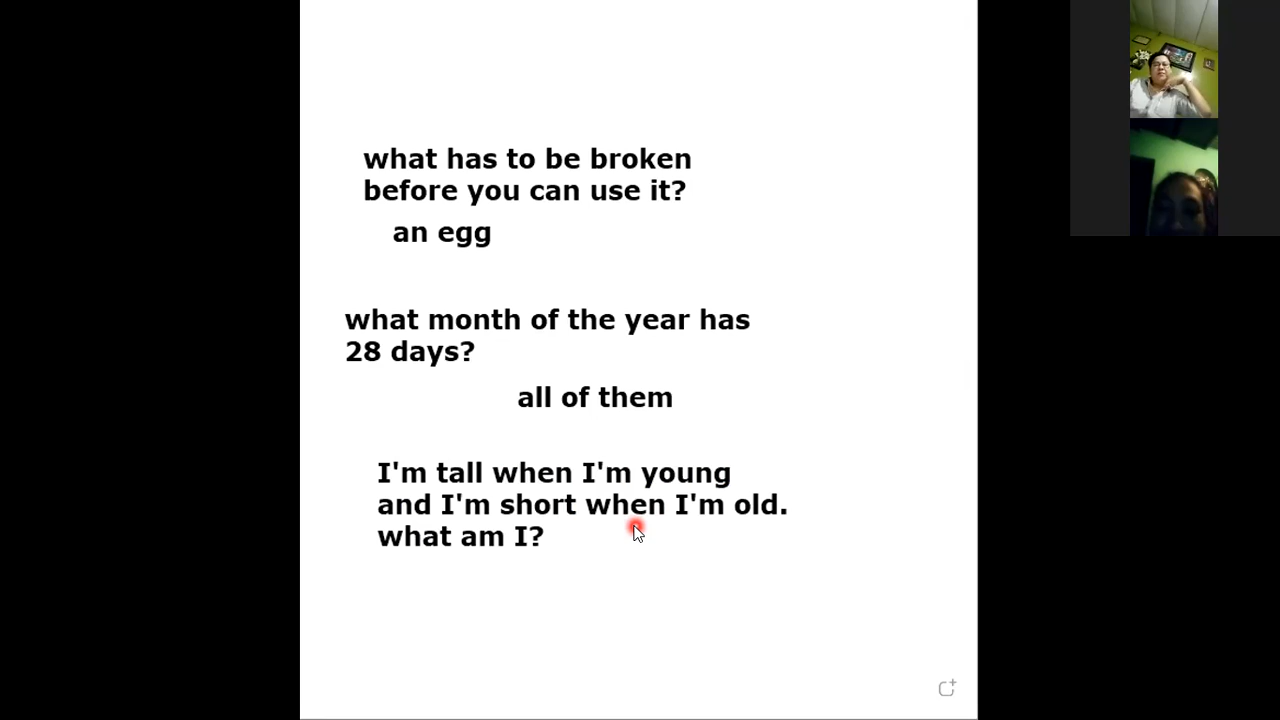 what has to be broken
before you can use it?
an egg
what month of the year has
28 days?
all of them
I'm tall when I'm young
and I'm short when I'm old.
what am I?